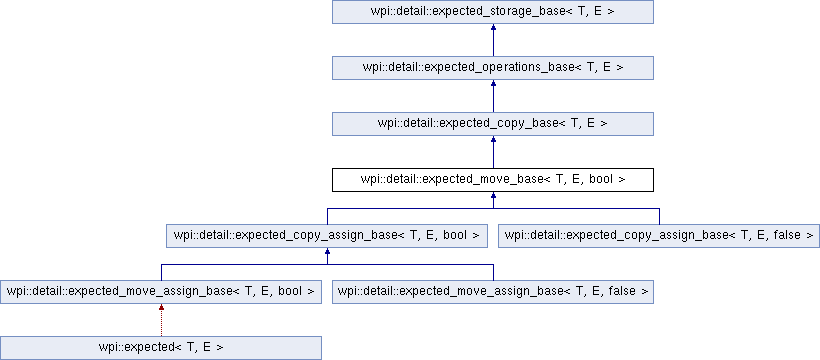 wpi::detail::expected_storage_base< T, E >
wpi::detail::expected_operations_base< T, E >
wpi::detail::expected_copy_base< T, E >
wpi::detail::expected_move_base< T, E, bool >
wpi::detail::expected_copy_assign_base< T, E, bool >
wpi::detail::expected_copy_assign_base< T, E, false >
wpi::detail::expected_move_assign_base< T, E, bool >
wpi::detail::expected_move_assign_base< T, E, false >
wpi::expected< T, E >